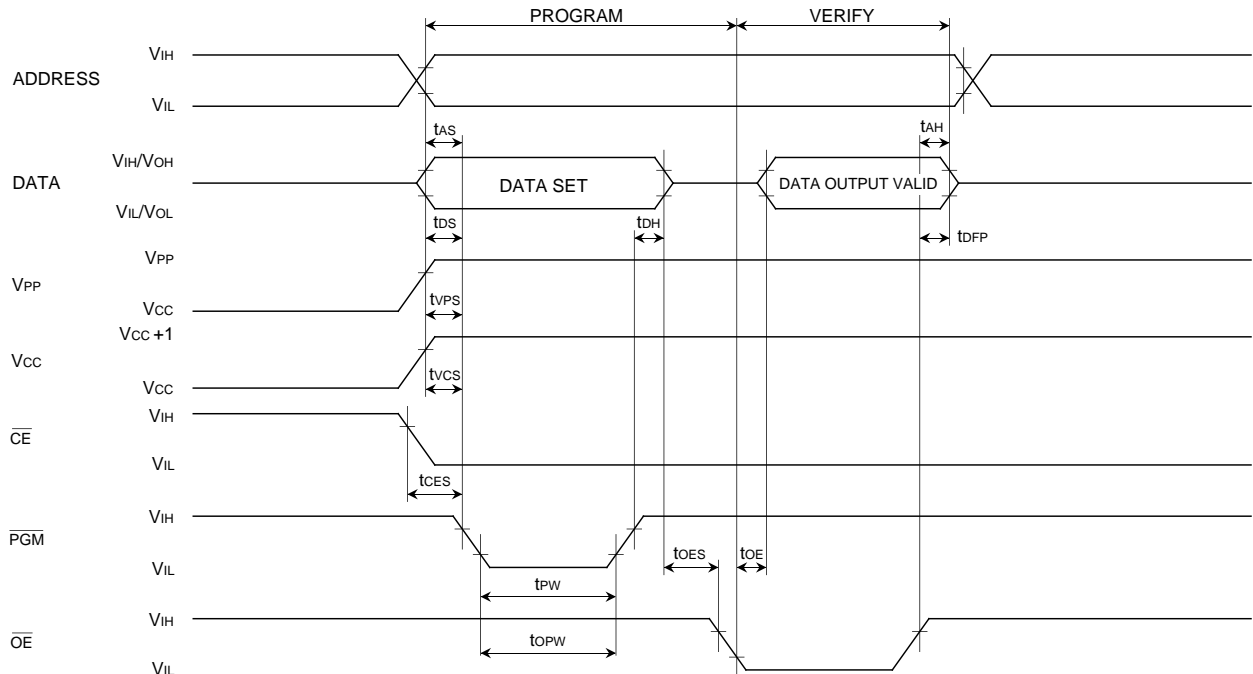 PROGRAM VERIFY
ADDRESS
VIH
VIL
tAS
tAH
DATA
VIH/VOH
VIL/VOL
DATA SET
DATA OUTPUT VALID
tDS
tDH
tDFP
VPP
VPP
VCC
tVPS
VCC
VCC +1
VCC
tVCS
CE
VIH
VIL
tCES
PGM
VIH
VIL
tOES
tOE
tPW
tOPW
OE
VIH
VIL